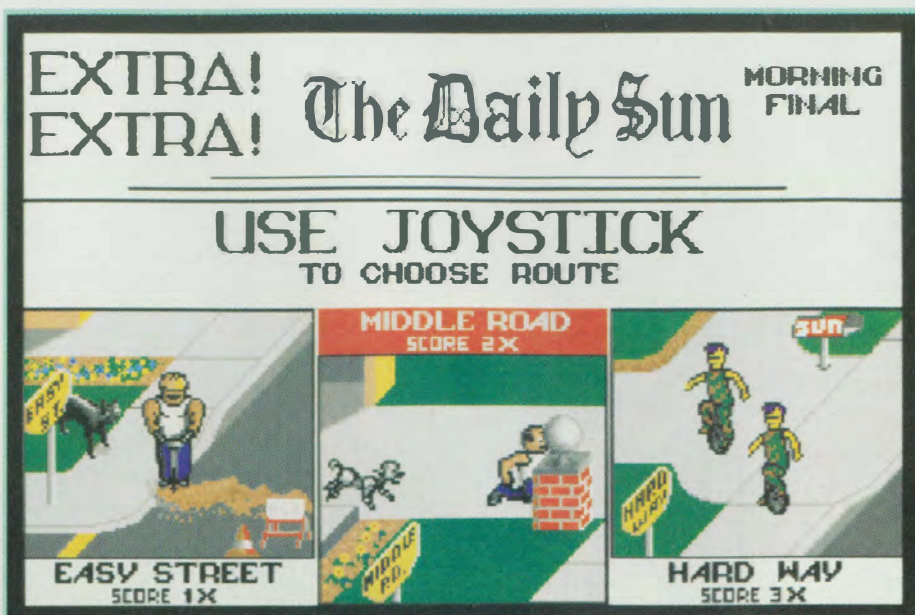 EXTRA!
EXTRA!
The Daily Sun
MORNING
FINAL
USE JOYSTICK
TO CHOOSE ROUTE
EASY
ST.
EASY STREET
SCORE 1X
MIDDLE ROAD
SCORE 2X
MIDDLE
RD.
SUN
HARD
WAY
HARD WAY
SCORE 3X